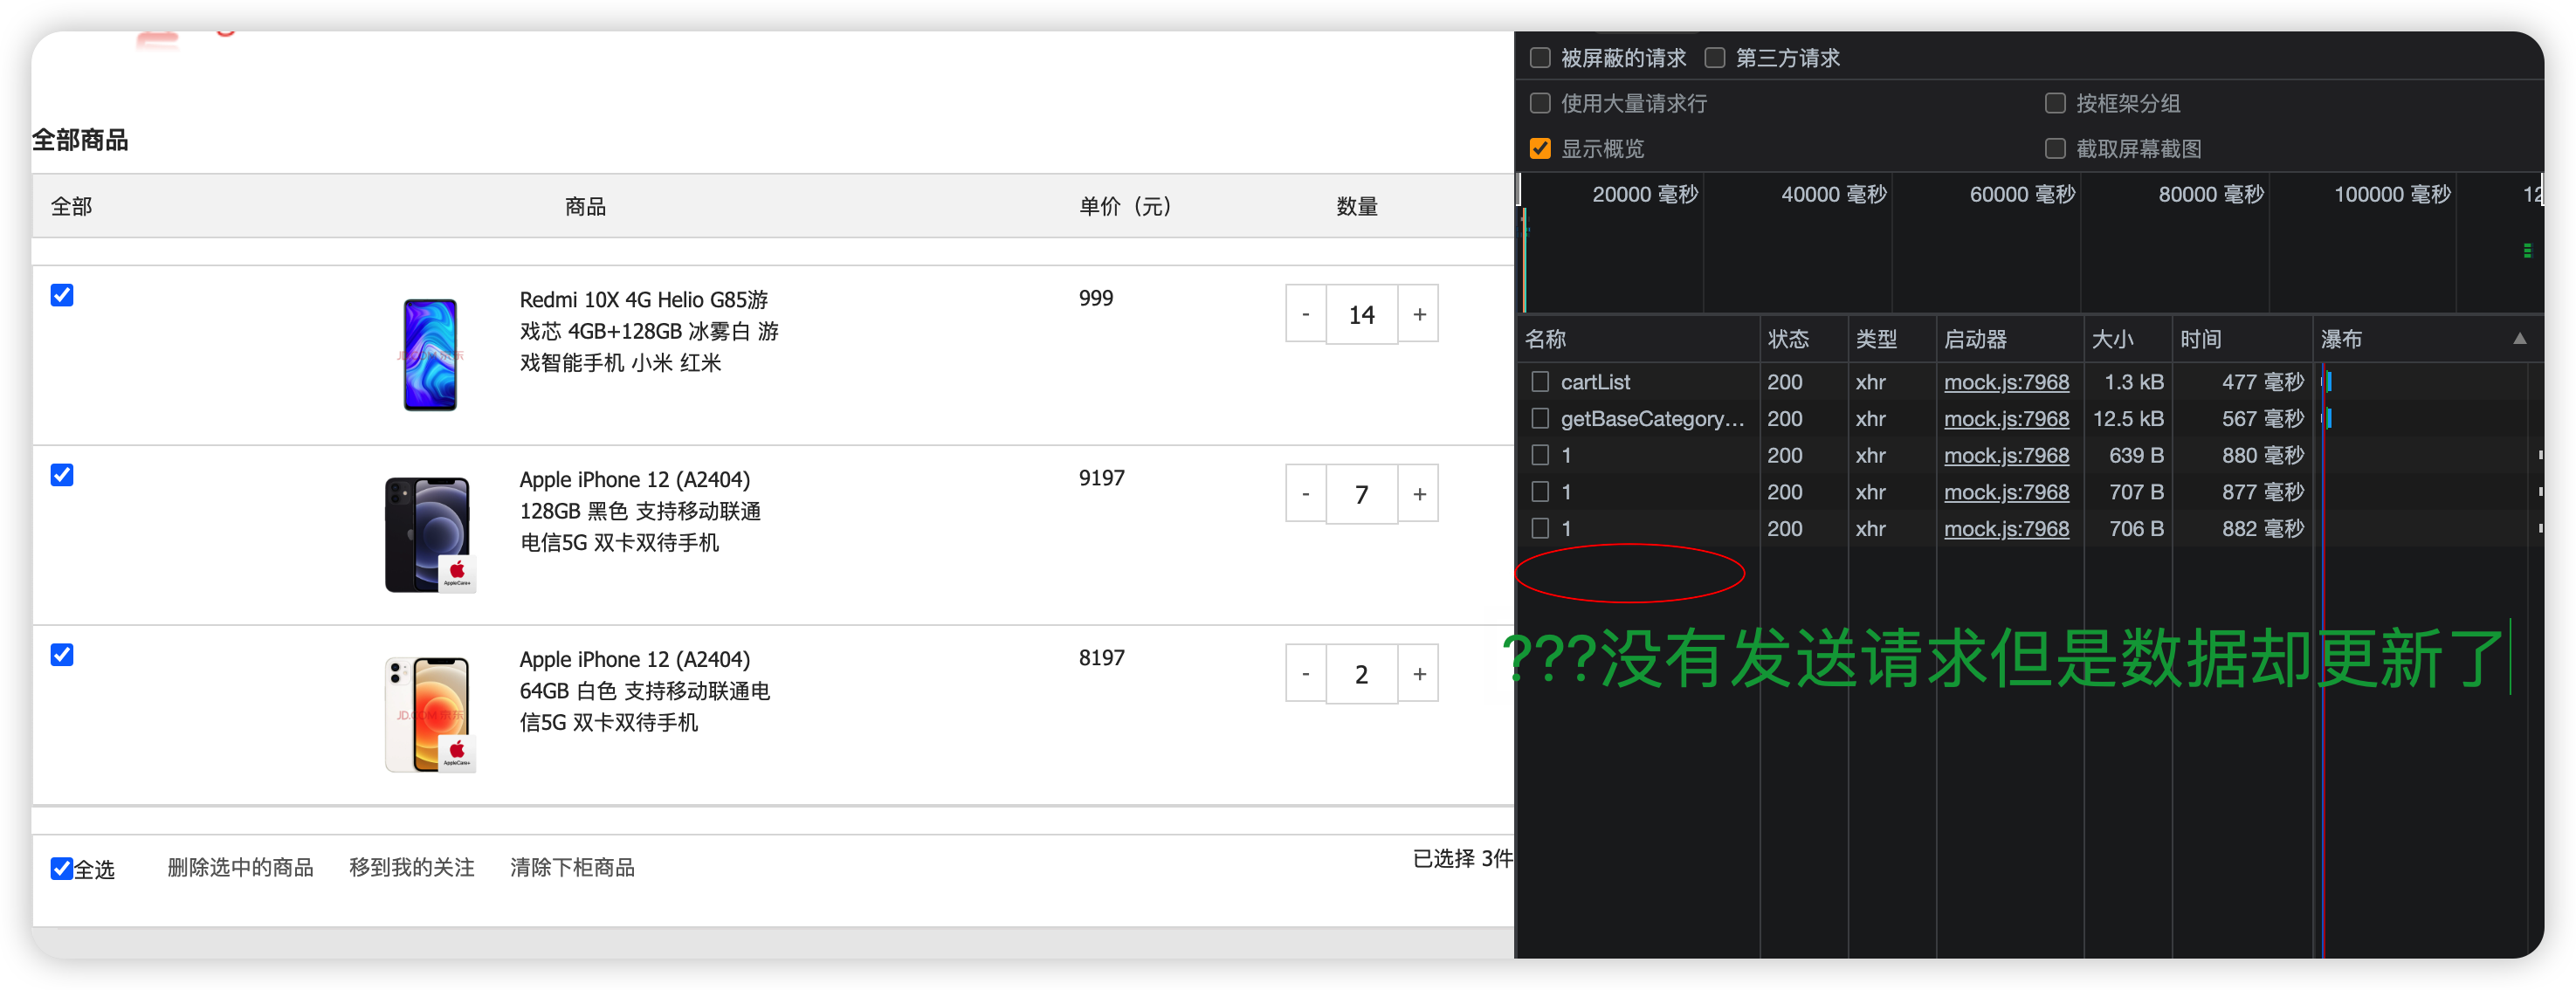 全部商品
全部 商品 单价（元） 数量
Redmi 10X 4G Helio G85游
戏芯 4GB+128GB 冰雾白 游
戏智能手机 小米 红米
999
- 14 +
JD.COM 京东
Apple iPhone 12 (A2404)
128GB 黑色 支持移动联通
电信5G 双卡双待手机
9197
- 7 +
AppleCare+
Apple iPhone 12 (A2404)
64GB 白色 支持移动联通电
信5G 双卡双待手机
8197
- 2 +
JD.COM 京东
AppleCare+
全选 删除选中的商品 移到我的关注 清除下柜商品
已选择 3件
被屏蔽的请求 第三方请求
使用大量请求行 按框架分组
显示概览 截取屏幕截图
20000 毫秒 40000 毫秒 60000 毫秒 80000 毫秒 100000 毫秒 12
名称 状态 类型 启动器 大小 时间 瀑布
cartList 200 xhr mock.js:7968 1.3 kB 477 毫秒
getBaseCategory… 200 xhr mock.js:7968 12.5 kB 567 毫秒
1 200 xhr mock.js:7968 639 B 880 毫秒
1 200 xhr mock.js:7968 707 B 877 毫秒
1 200 xhr mock.js:7968 706 B 882 毫秒
???没有发送请求但是数据却更新了